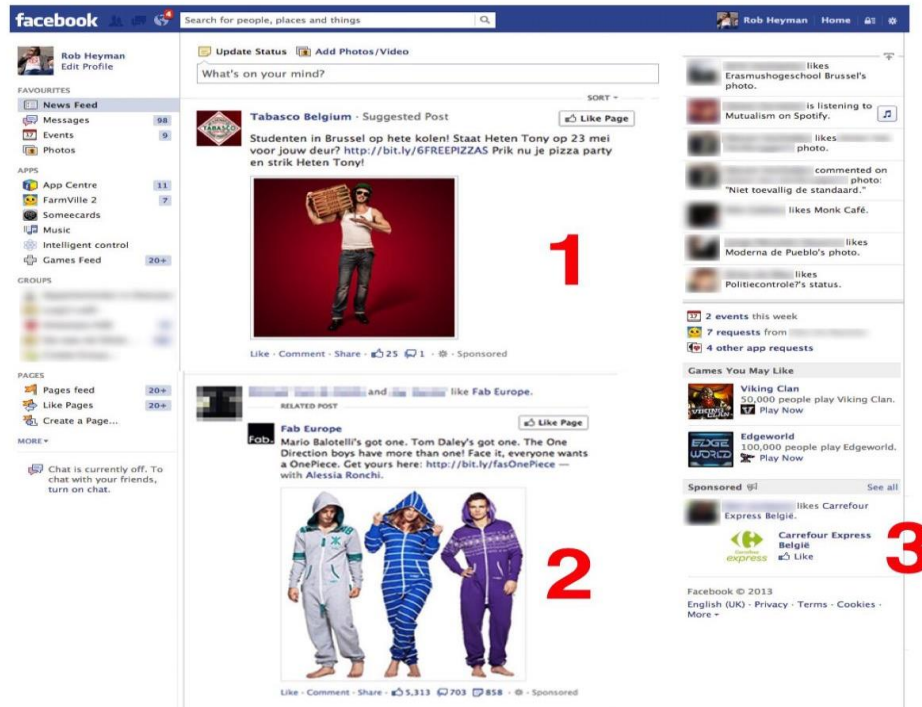 facebook
4
Search for people, places and things
Rob Heyman Home
Rob Heyman
Edit Profile
FAVOURITES
News Feed
Messages 98
Events 9
Photos
APPS
App Centre 11
FarmVille 2 7
Someecards
Music
Intelligent control
Games Feed 20+
GROUPS
PAGES
Pages feed 20+
Like Pages 20+
Create a Page...
MORE
Chat is currently off. To
chat with your friends,
turn on chat.
Update Status Add Photos/Video
What's on your mind?
SORT
TABASCO
Tabasco Belgium · Suggested Post
Like Page
Studenten in Brussel op hete kolen! Staat Heten Tony op 23 mei
voor jouw deur? http://bit.ly/6FREEPIZZAS Prik nu je pizza party
en strik Heten Tony!
1
Like · Comment · Share · 25 1 · Sponsored
and like Fab Europe.
RELATED POST
Fab.
Fab Europe
Like Page
Mario Balotelli's got one. Tom Daley's got one. The One
Direction boys have more than one! Face it, everyone wants
a OnePiece. Get yours here: http://bit.ly/fasOnePiece —
with Alessia Ronchi.
2
Like · Comment · Share · 5,313 703 858 · Sponsored
likes
Erasmushogeschool Brussel's
photo.
is listening to
Mutualism on Spotify.
likes
photo.
commented on
photo:
"Niet toevallig de standaard."
likes Monk Café.
likes
Moderna de Pueblo's photo.
likes
Politiecontrole?'s status.
17 2 events this week
7 requests from
4 other app requests
Games You May Like
VIKING
Viking Clan
50,000 people play Viking Clan.
Play Now
EDGE
WORLD
Edgeworld
100,000 people play Edgeworld.
Play Now
Sponsored See all
likes Carrefour
Express België.
Carrefour
express
Carrefour Express
België
Like
3
Facebook © 2013
English (UK) · Privacy · Terms · Cookies ·
More